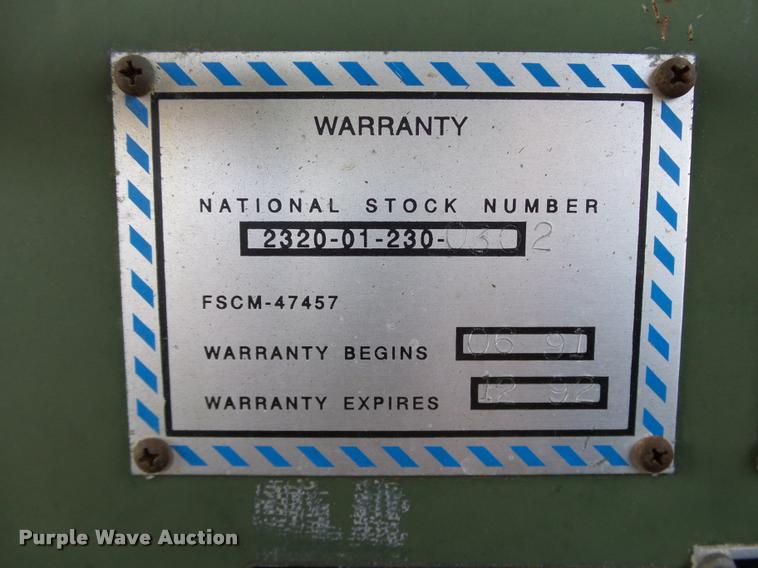 WARRANTY
NATIONAL STOCK NUMBER
2320-01-230-0302
FSCM-47457
WARRANTY BEGINS 06 91
WARRANTY EXPIRES 12 92
Purple Wave Auction